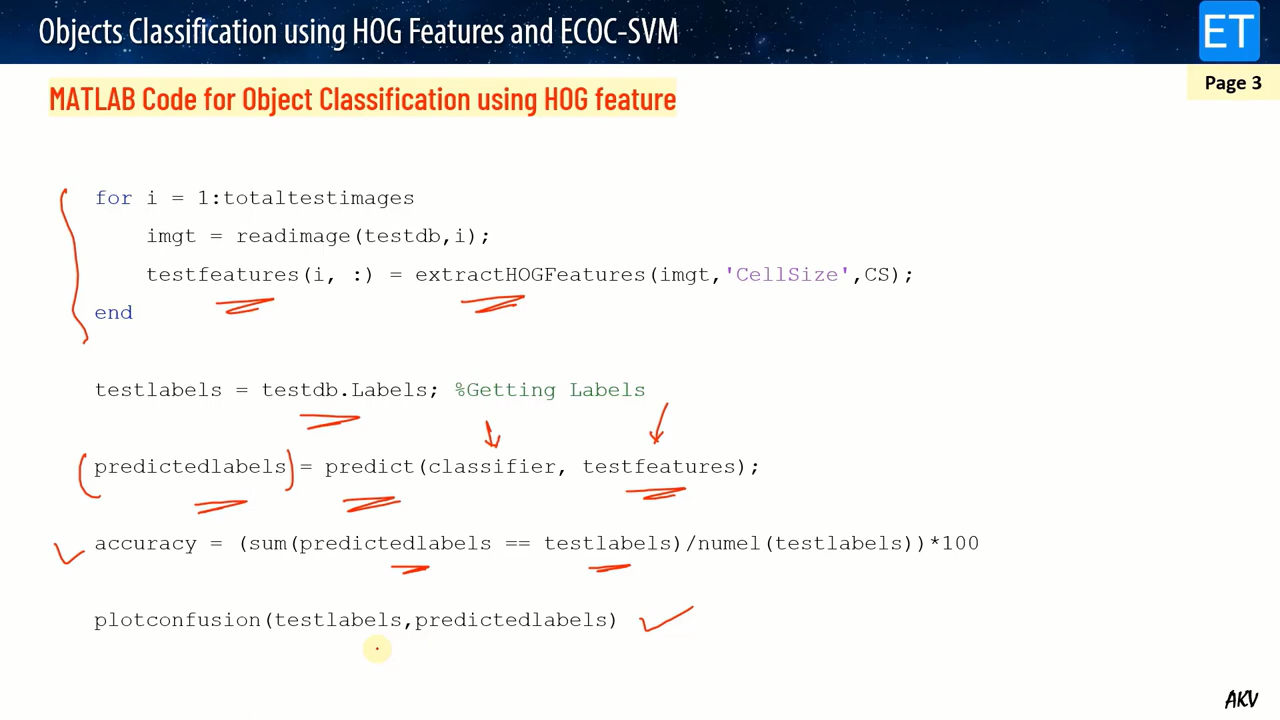 Objects Classification using HOG Features and ECOC-SVM
ET
Page 3
MATLAB Code for Object Classification using HOG feature
for i = 1:totaltestimages
imgt = readimage(testdb,i);
testfeatures(i, :) = extractHOGFeatures(imgt,'CellSize',CS);
end
testlabels = testdb.Labels; %Getting Labels
predictedlabels = predict(classifier, testfeatures);
accuracy = (sum(predictedlabels == testlabels)/numel(testlabels))*100
plotconfusion(testlabels,predictedlabels)
AKV